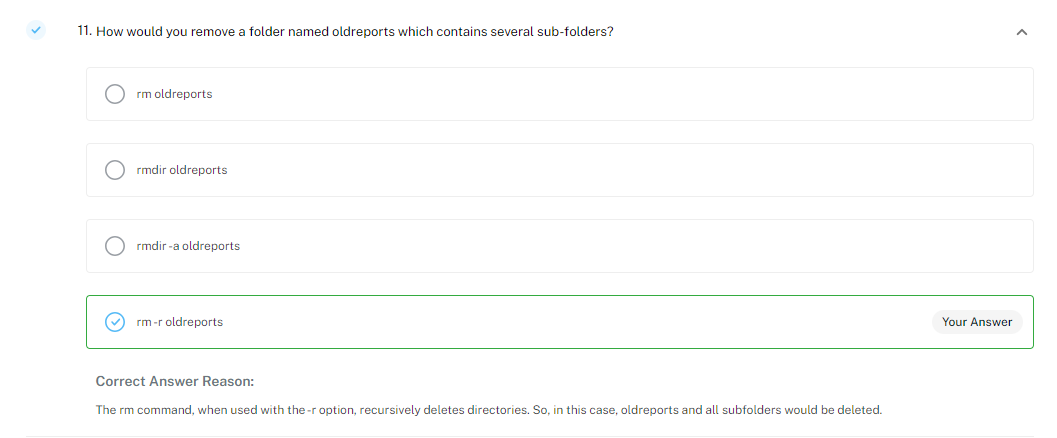 11. How would you remove a folder named oldreports which contains several sub-folders?
rm oldreports
rmdir oldreports
rmdir -a oldreports
rm -r oldreports
Your Answer
Correct Answer Reason:
The rm command, when used with the -r option, recursively deletes directories. So, in this case, oldreports and all subfolders would be deleted.